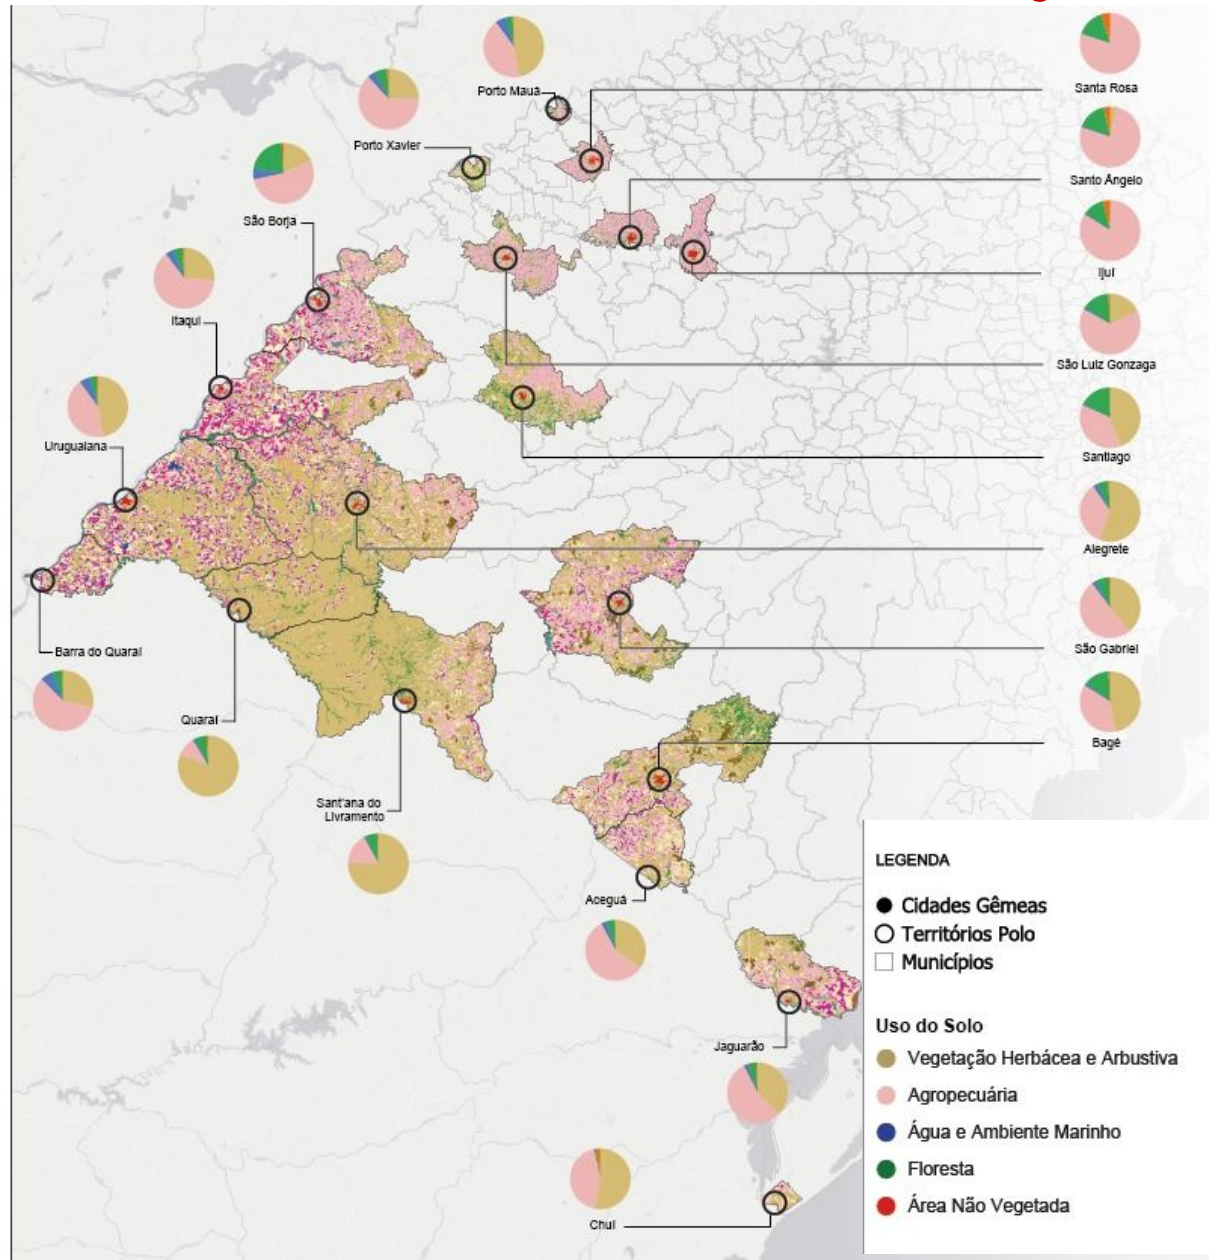 Santa Rosa
Porto Mauá
Porto Xavier
Santo Ângelo
São Borja
Ijuí
Itaqui
São Luiz Gonzaga
Uruguaiana
Santiago
Alegrete
Barra do Quaraí
São Gabriel
Quaraí
Bagé
Sant'ana do
Livramento
Aceguá
Jaguarão
Chuí
LEGENDA
Cidades Gêmeas
Territórios Polo
Municípios
Uso do Solo
Vegetação Herbácea e Arbustiva
Agropecuária
Água e Ambiente Marinho
Floresta
Área Não Vegetada